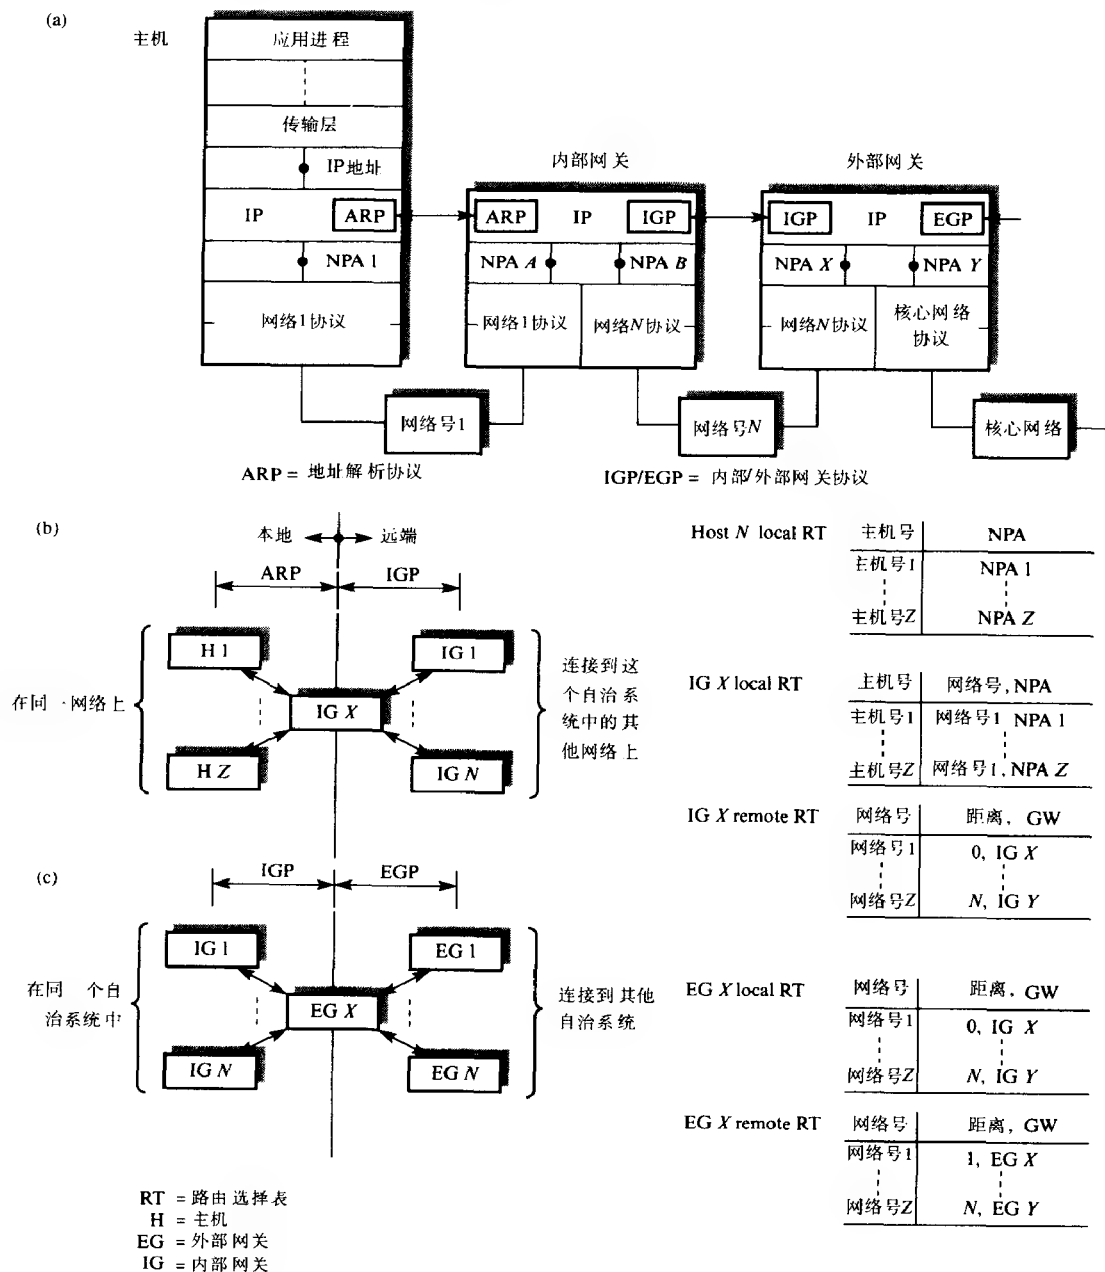 (a)
主机
应用进程
传输层
IP地址
IP ARP
NPA 1
网络1协议
内部网关
ARP IP IGP
NPA A NPA B
网络1协议 网络N协议
外部网关
IGP IP EGP
NPA X NPA Y
网络N协议 核心网络
协议
网络号1 网络号N 核心网络
ARP = 地址解析协议 IGP/EGP = 内部/外部网关协议
(b)
本地 远端
ARP IGP
H 1 IG 1
在同一网络上
IG X
H Z IG N
连接到这
个自治系
统中的其
他网络上
(c)
IGP EGP
IG 1 EG 1
在同 个自
治系统中
EG X
IG N EG N
连接到其他
自治系统
RT = 路由选择表
H = 主机
EG = 外部网关
IG = 内部网关
Host N local RT 主机号 NPA
主机号1 NPA 1
主机号Z NPA Z
IG X local RT 主机号 网络号, NPA
主机号1 网络号1 NPA 1
主机号Z 网络号1, NPA Z
IG X remote RT 网络号 距离, GW
网络号1 0, IG X
网络号Z N, IG Y
EG X local RT 网络号 距离, GW
网络号1 0, IG X
网络号Z N, IG Y
EG X remote RT 网络号 距离, GW
网络号1 1, EG X
网络号Z N, EG Y